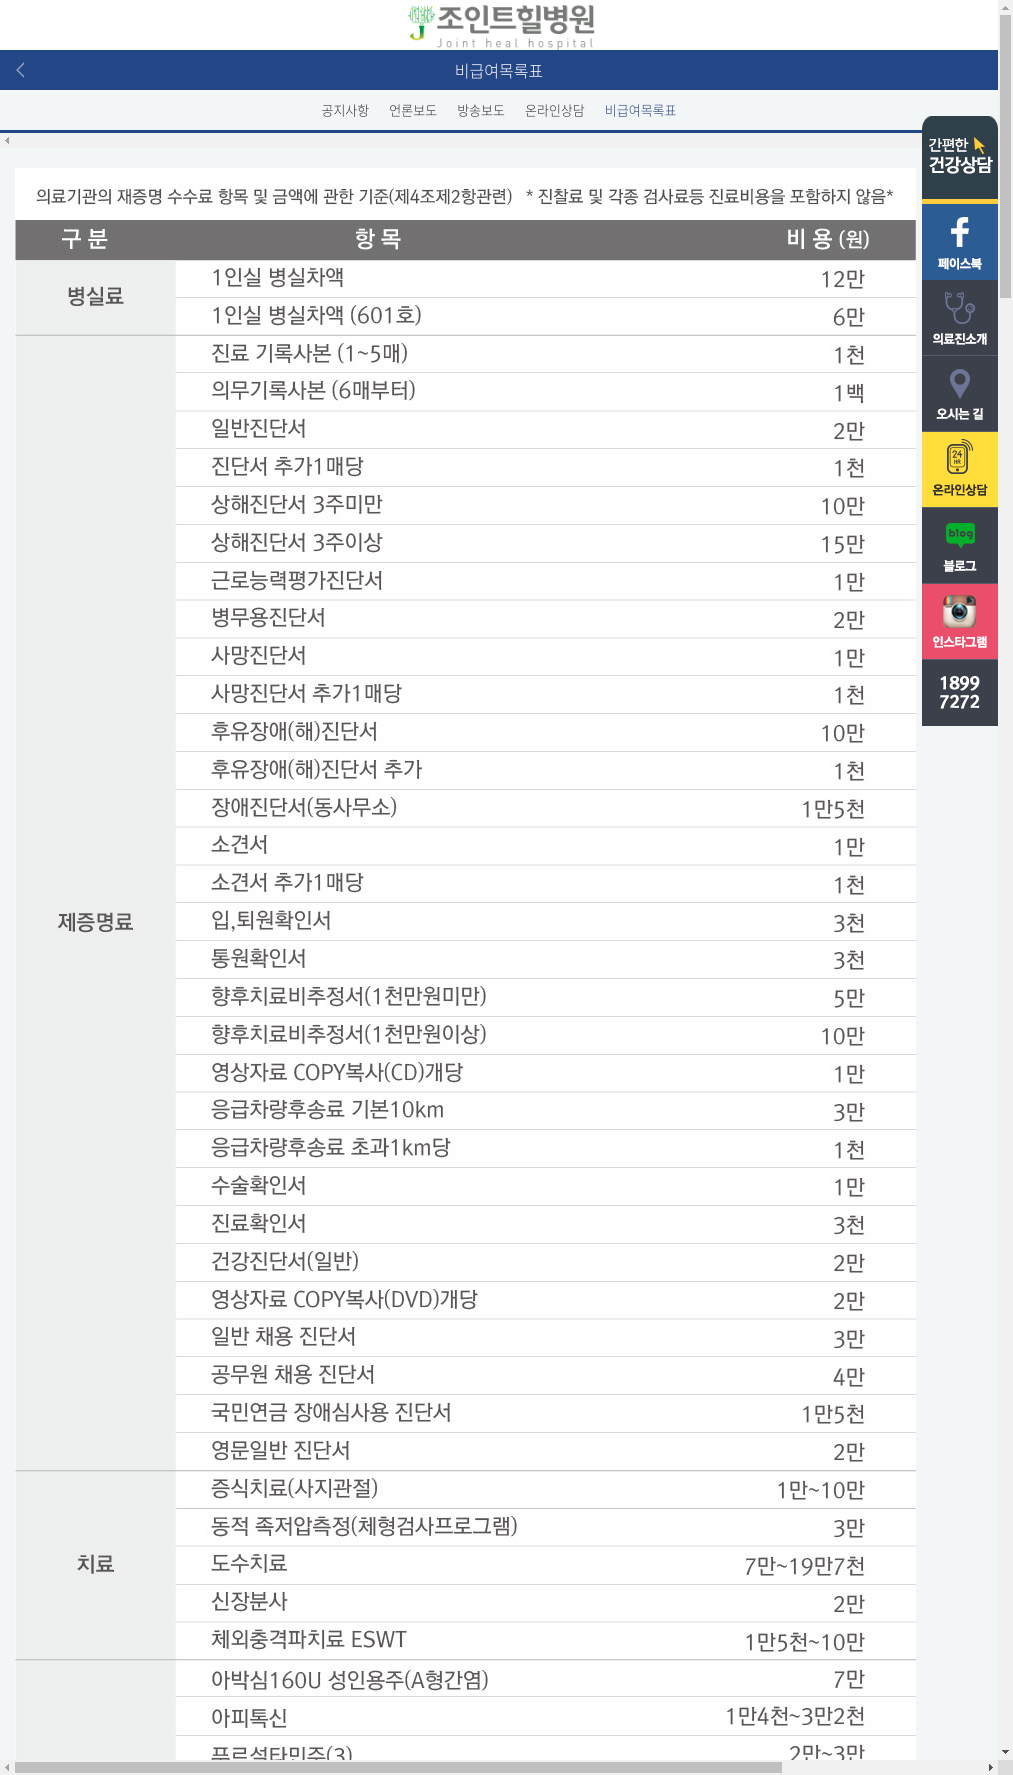 조인트힐병원
Joint heal hospital
비급여목록표
공지사항 언론보도 방송보도 온라인상담 비급여목록표
간편한
건강상담
페이스북
의료진소개
오시는 길
24
HR
온라인상담
blog
블로그
인스타그램
1899
7272
의료기관의 재증명 수수료 항목 및 금액에 관한 기준(제4조제2항관련) * 진찰료 및 각종 검사료등 진료비용을 포함하지 않음*
구 분 항 목 비 용 (원)
병실료
1인실 병실차액 12만
1인실 병실차액 (601호) 6만
제증명료
진료 기록사본 (1~5매) 1천
의무기록사본 (6매부터) 1백
일반진단서 2만
진단서 추가1매당 1천
상해진단서 3주미만 10만
상해진단서 3주이상 15만
근로능력평가진단서 1만
병무용진단서 2만
사망진단서 1만
사망진단서 추가1매당 1천
후유장애(해)진단서 10만
후유장애(해)진단서 추가 1천
장애진단서(동사무소) 1만5천
소견서 1만
소견서 추가1매당 1천
입,퇴원확인서 3천
통원확인서 3천
향후치료비추정서(1천만원미만) 5만
향후치료비추정서(1천만원이상) 10만
영상자료 COPY복사(CD)개당 1만
응급차량후송료 기본10km 3만
응급차량후송료 초과1km당 1천
수술확인서 1만
진료확인서 3천
건강진단서(일반) 2만
영상자료 COPY복사(DVD)개당 2만
일반 채용 진단서 3만
공무원 채용 진단서 4만
국민연금 장애심사용 진단서 1만5천
영문일반 진단서 2만
치료
증식치료(사지관절) 1만~10만
동적 족저압측정(체형검사프로그램) 3만
도수치료 7만~19만7천
신장분사 2만
체외충격파치료 ESWT 1만5천~10만
아박심160U 성인용주(A형간염) 7만
아피톡신 1만4천~3만2천
푸르설타민주(3) 2만~3만